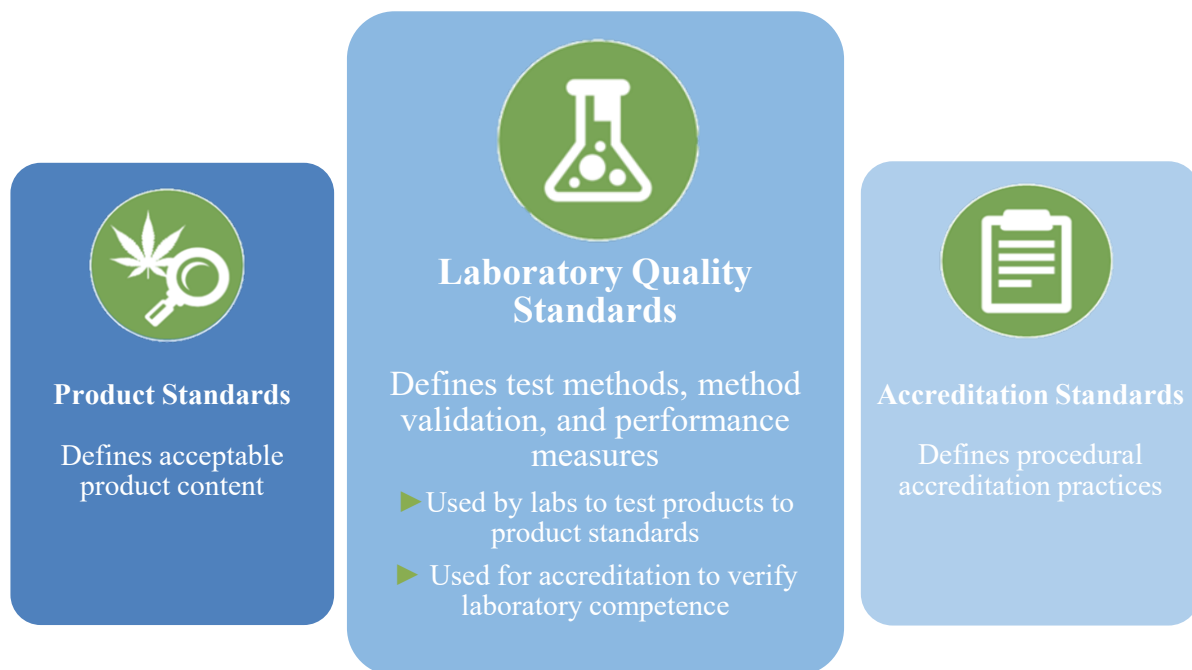 Product Standards
Defines acceptable
product content
Laboratory Quality
Standards
Defines test methods, method
validation, and performance
measures
►Used by labs to test products to
product standards
► Used for accreditation to verify
laboratory competence
Accreditation Standards
Defines procedural
accreditation practices